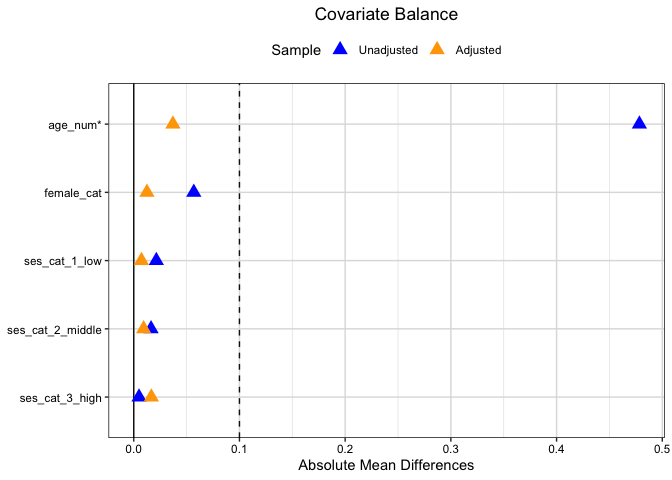 Covariate Balance
Sample Unadjusted Adjusted
age_num*
female_cat
ses_cat_1_low
ses_cat_2_middle
ses_cat_3_high
0.0 0.1 0.2 0.3 0.4 0.5
Absolute Mean Differences